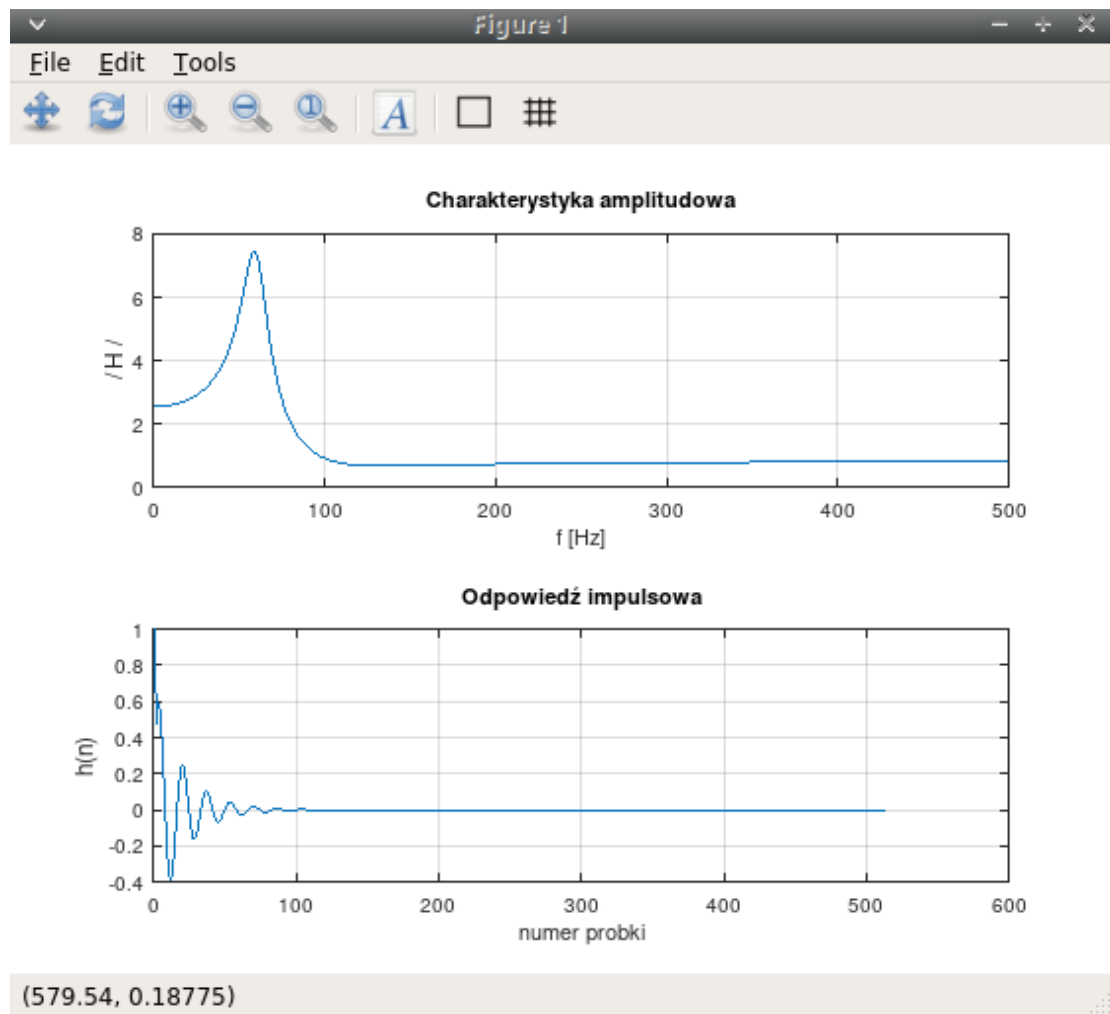 Figure 1
File Edit Tools
A
Charakterystyka amplitudowa
8
6
4
2
0
/ H /
0 100 200 300 400 500
f [Hz]
Odpowiedź impulsowa
1
0.8
0.6
0.4
0.2
0
-0.2
-0.4
h(n)
0 100 200 300 400 500 600
numer probki
(579.54, 0.18775)